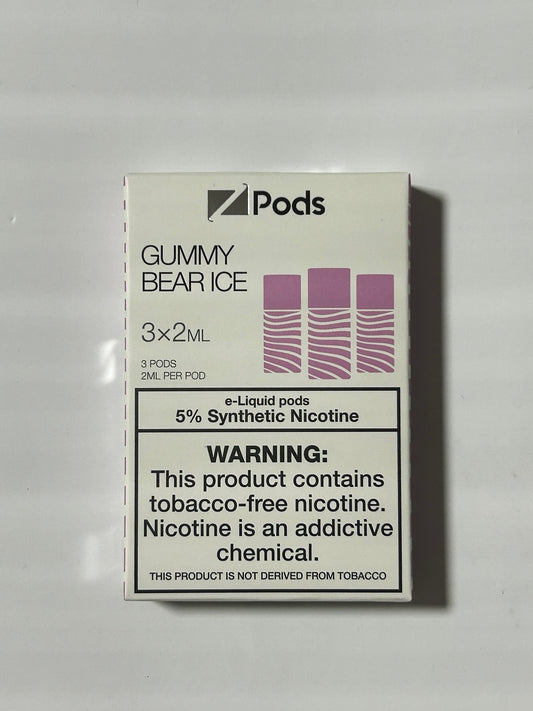 Z Pods
GUMMY
BEAR ICE
3×2ML
3 PODS
2ML PER POD
e-Liquid pods
5% Synthetic Nicotine
WARNING:
This product contains
tobacco-free nicotine.
Nicotine is an addictive
chemical.
THIS PRODUCT IS NOT DERIVED FROM TOBACCO